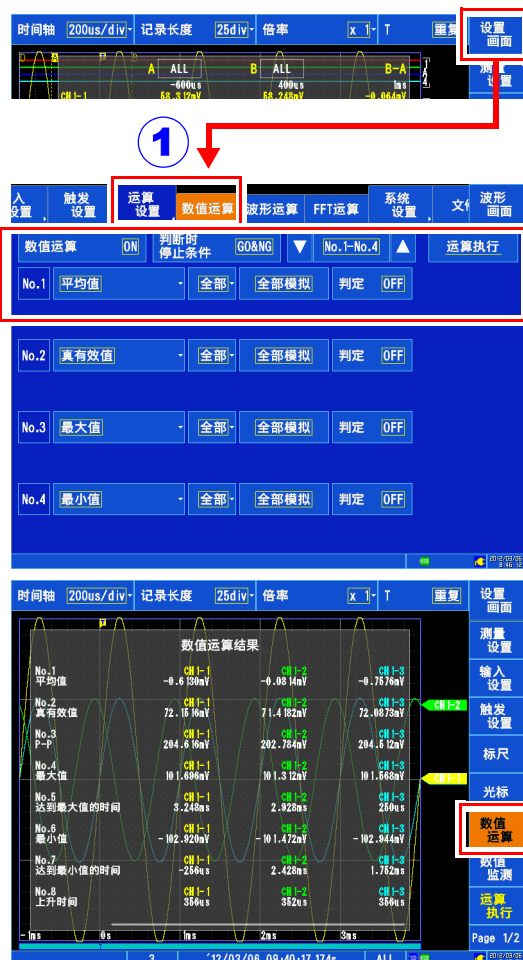 时间轴 200us/div 记录长度 25div 倍率 x 1 T 重复 设置画面
测量设置
A ALL B ALL B-A
-600us 400us 1ms
CH1-1 58.312mV 58.248mV -0.064mV
1
触发设置 运算设置 数值运算 波形运算 FFT运算 系统设置 波形画面
数值运算 ON 判断时停止条件 GO&NG ▼ No.1-No.4 ▲ 运算执行
No.1 平均值 全部 全部模拟 判定 OFF
No.2 真有效值 全部 全部模拟 判定 OFF
No.3 最大值 全部 全部模拟 判定 OFF
No.4 最小值 全部 全部模拟 判定 OFF
2012/03/06
8:46:12
时间轴 200us/div 记录长度 25div 倍率 x 1 T 重复 设置画面
测量设置
输入设置
触发设置
标尺
光标
数值运算
数值监测
运算执行
Page 1/2
数值运算结果
No.1 CH1-1 CH1-2 CH1-3
平均值 -0.6130mV -0.0814mV -0.7576mV
No.2 CH1-1 CH1-2 CH1-3
真有效值 72.1516mV 71.4182mV 72.0873mV
No.3 CH1-1 CH1-2 CH1-3
P-P 204.616mV 202.784mV 204.512mV
No.4 CH1-1 CH1-2 CH1-3
最大值 101.696mV 101.312mV 101.568mV
No.5 CH1-1 CH1-2 CH1-3
达到最大值的时间 3.248ms 2.928ms 250us
No.6 CH1-1 CH1-2 CH1-3
最小值 -102.920mV -101.472mV -102.944mV
No.7 CH1-1 CH1-2 CH1-3
达到最小值的时间 -256us 2.428ms 1.752ms
No.8 CH1-1 CH1-2 CH1-3
上升时间 356us 352us 356us
CH1-2
CH1-1
-1ms 0s 1ms 2ms 3ms
3 '12/03/06 09:40:17.174s ALL